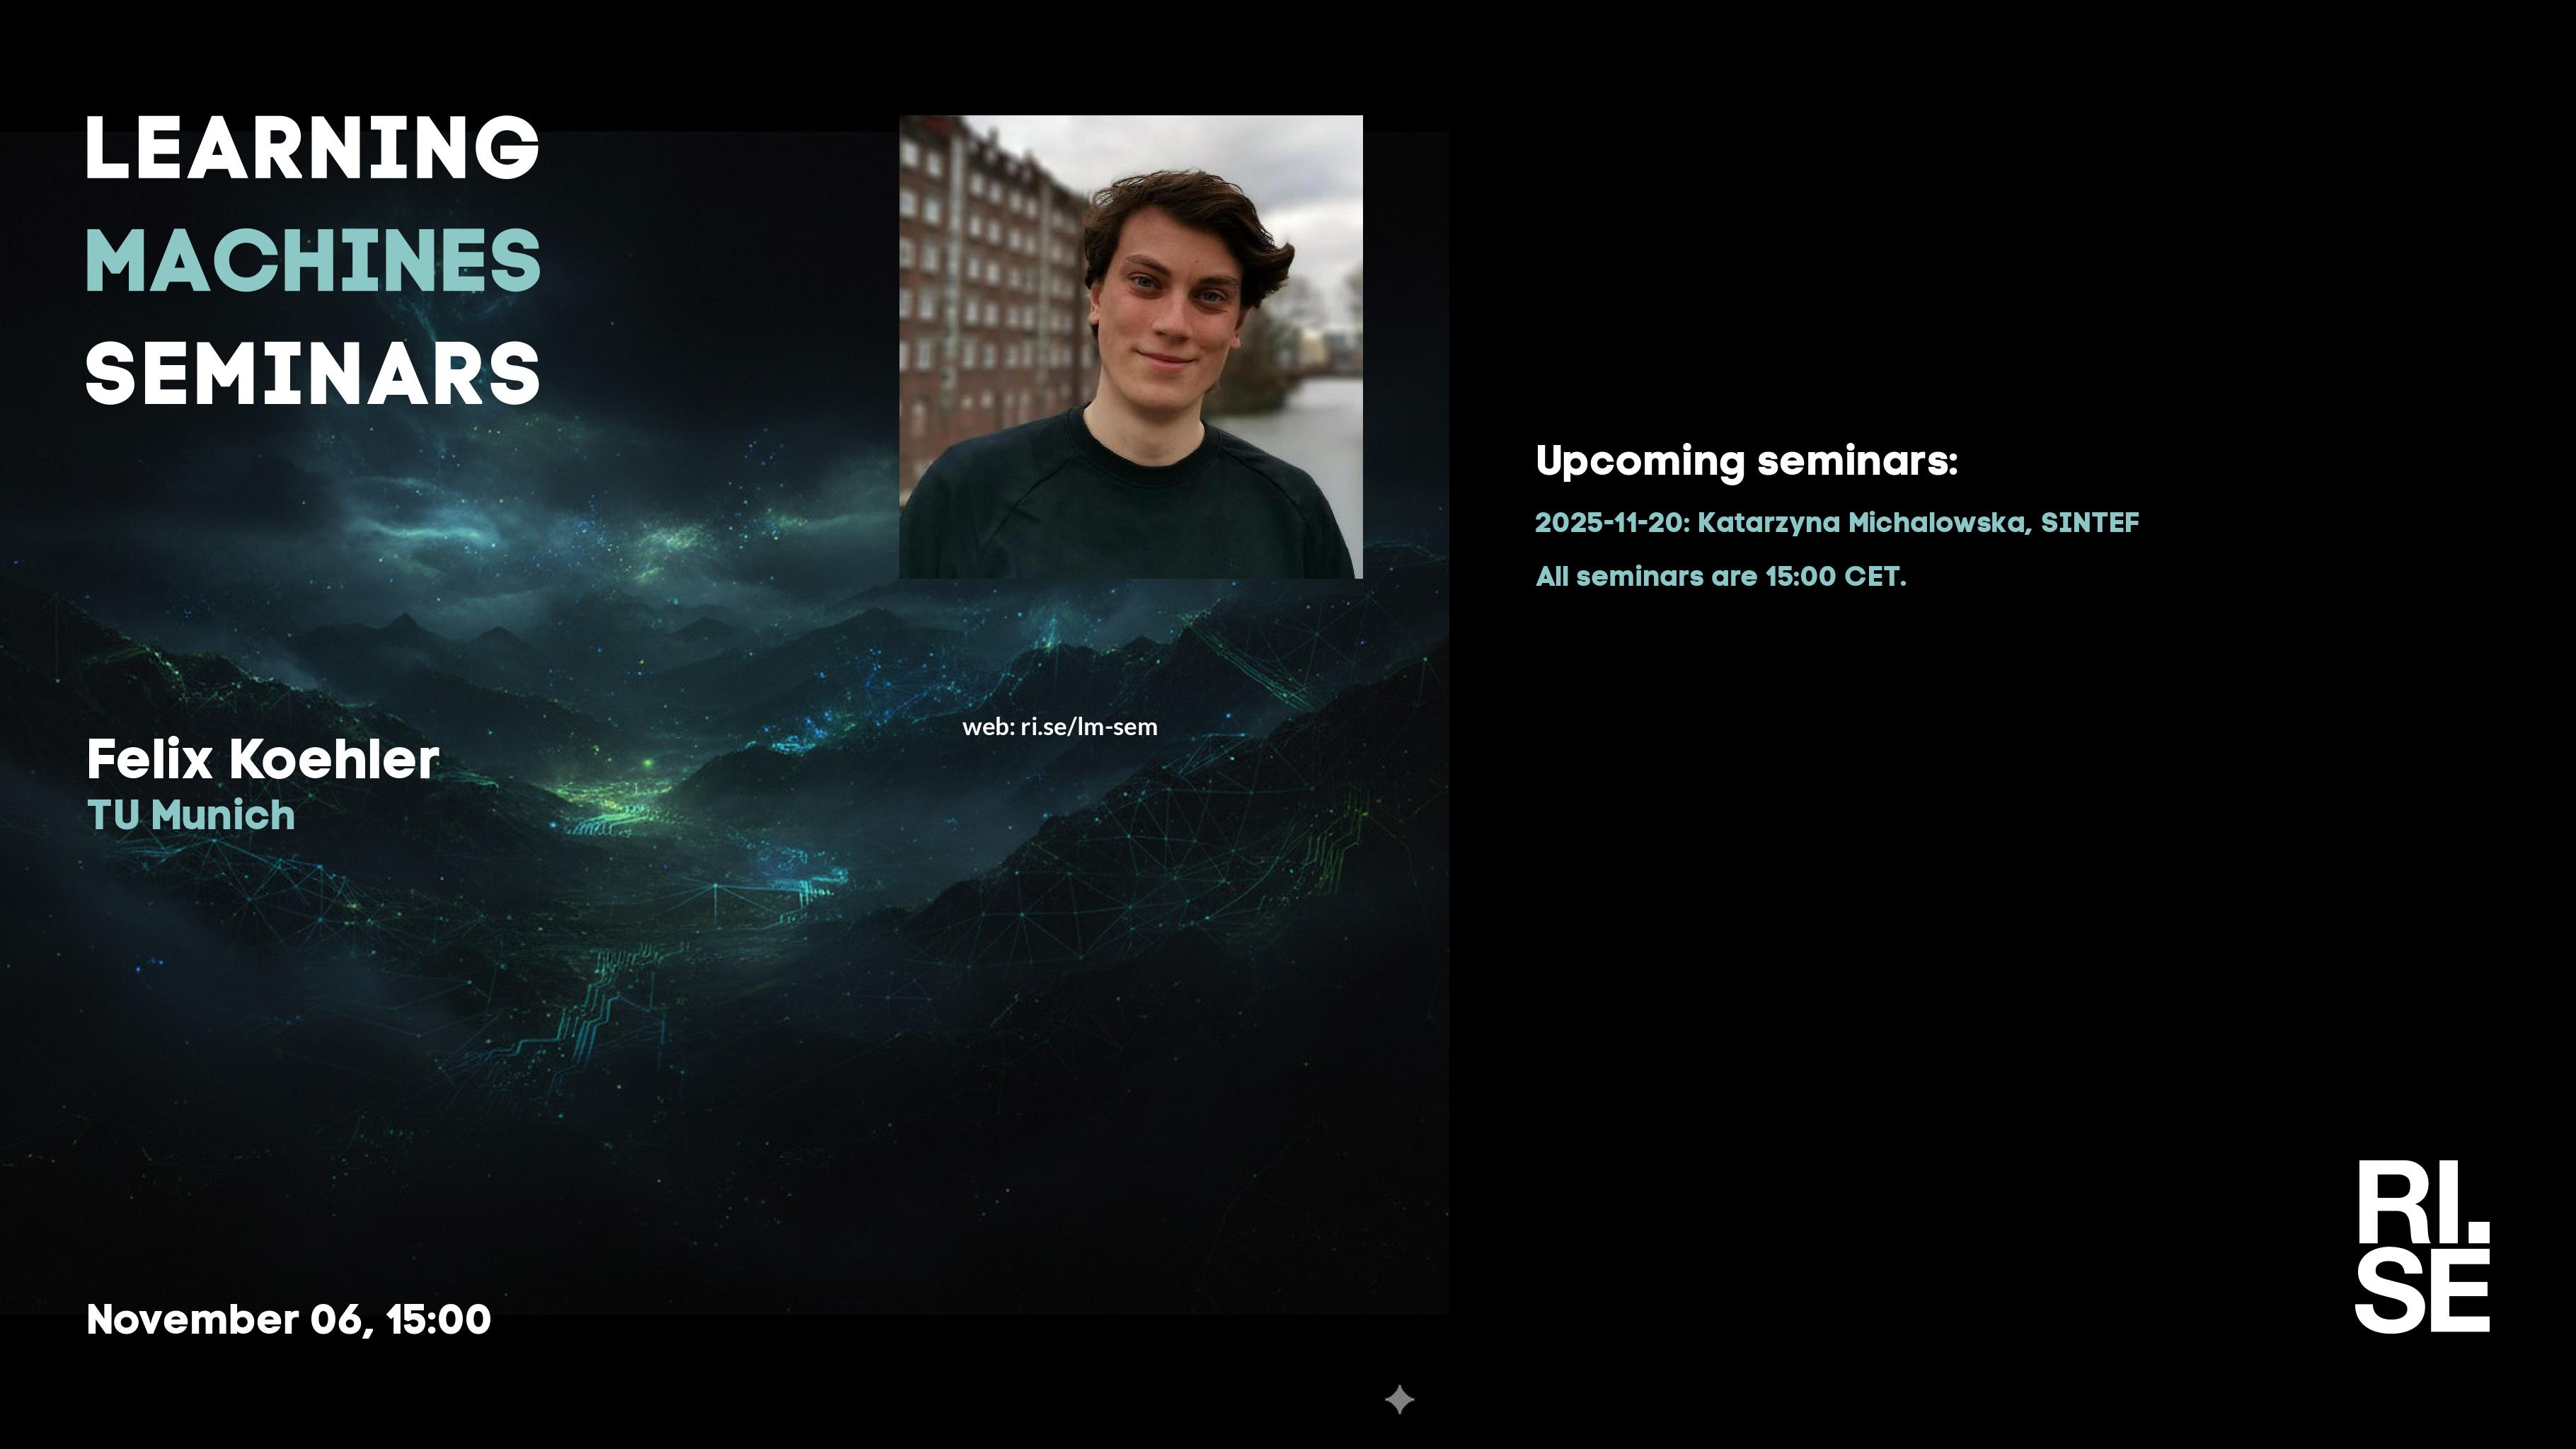 LEARNING
MACHINES
SEMINARS
Felix Koehler
TU Munich
web: ri.se/lm-sem
November 06, 15:00
Upcoming seminars:
2025-11-20: Katarzyna Michalowska, SINTEF
All seminars are 15:00 CET.
RI.
SE